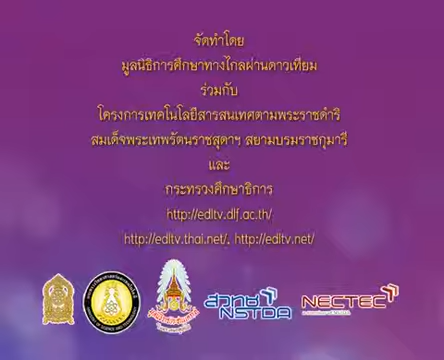 จัดทำโดย
มูลนิธิการศึกษาทางไกลผ่านดาวเทียม
ร่วมกับ
โครงการเทคโนโลยีสารสนเทศตามพระราชดำริ
สมเด็จพระเทพรัตนราชสุดาฯ สยามบรมราชกุมารี
และ
กระทรวงศึกษาธิการ
http://edltv.dlf.ac.th/
http://edltv.thai.net/, http://edltv.net/
สวทช NECTEC
NSTDA